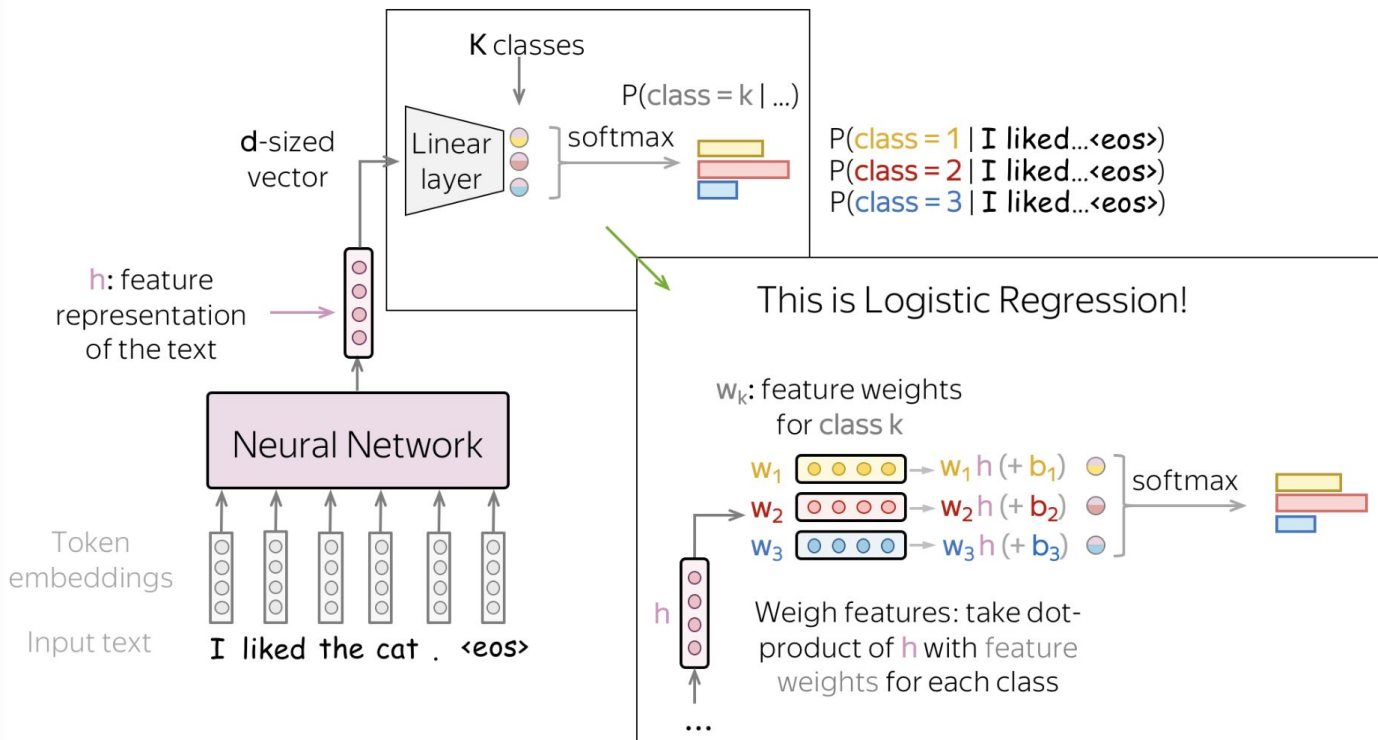 K classes
P(class = k | ...)
d-sized
vector
Linear
layer
softmax
P(class = 1 | I liked...<eos>)
P(class = 2 | I liked...<eos>)
P(class = 3 | I liked...<eos>)
h: feature
representation
of the text
Neural Network
Token
embeddings
Input text
I liked the cat . <eos>
This is Logistic Regression!
wₖ: feature weights
for class k
w₁ w₁ h (+ b₁)
w₂ w₂ h (+ b₂)
w₃ w₃ h (+ b₃)
softmax
h
Weigh features: take dot-
product of h with feature
weights for each class
...